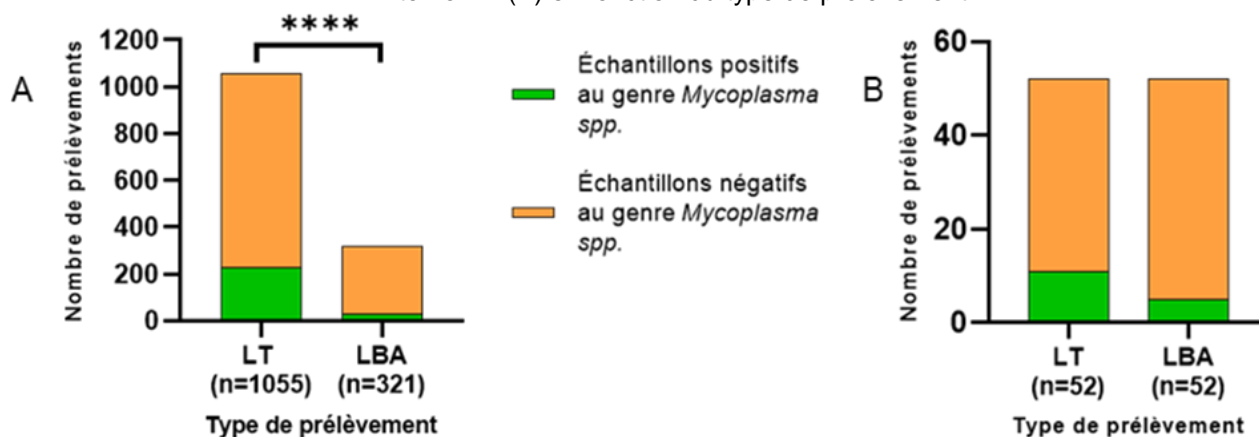 A
****
Nombre de prélèvements
1200
1000
800
600
400
200
0
LT
(n=1055)
LBA
(n=321)
Type de prélèvement
Échantillons positifs
au genre Mycoplasma
spp.
Échantillons négatifs
au genre Mycoplasma
spp.
B
Nombre de prélèvements
60
40
20
0
LT
(n=52)
LBA
(n=52)
Type de prélèvement